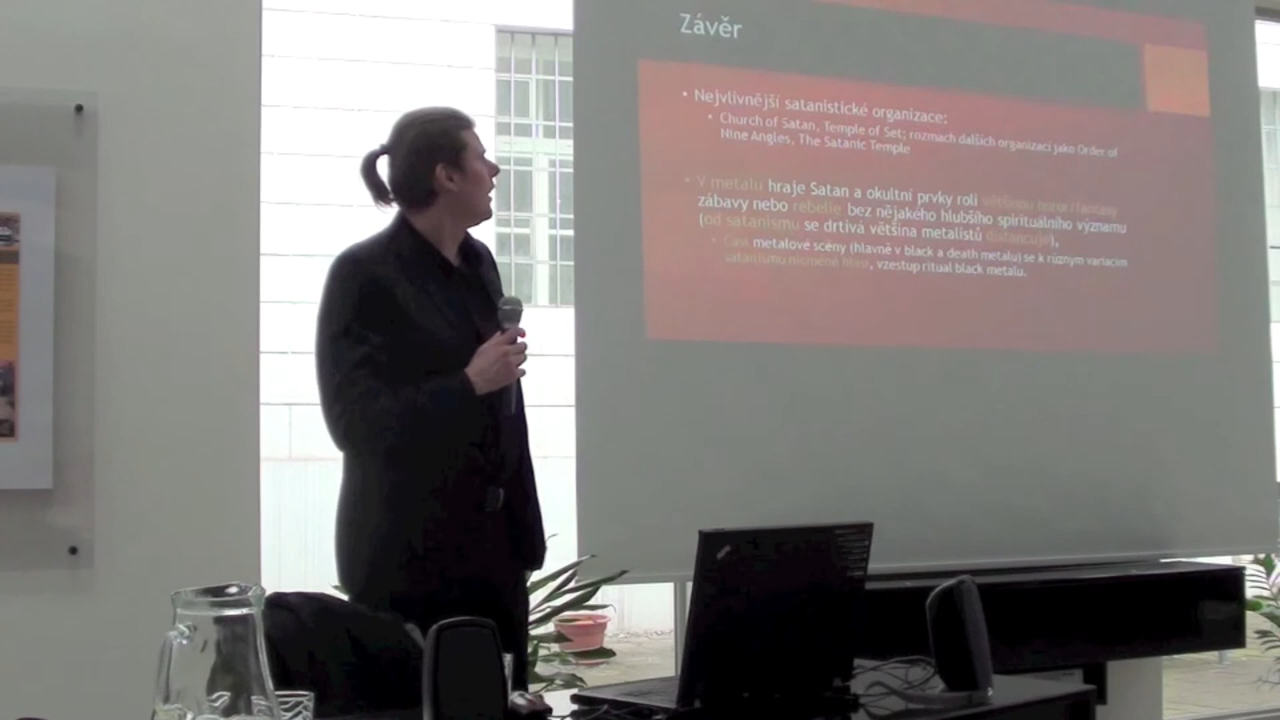 Závěr
• Nejvlivnější satanistické organizace:
• Church of Satan, Temple of Set; rozmach dalších organizací jako Order of
Nine Angles, The Satanic Temple
• V metalu hraje Satan a okultní prvky roli většinou horor/fantasy
zábavy nebo rebelie bez nějakého hlubšího spirituálního významu
(od satanismu se drtivá většina metalistů distancuje),
• Část metalové scény (hlavně v black a death metalu) se k různým variacím
satanismu nicméně hlásí, vzestup ritual black metalu.